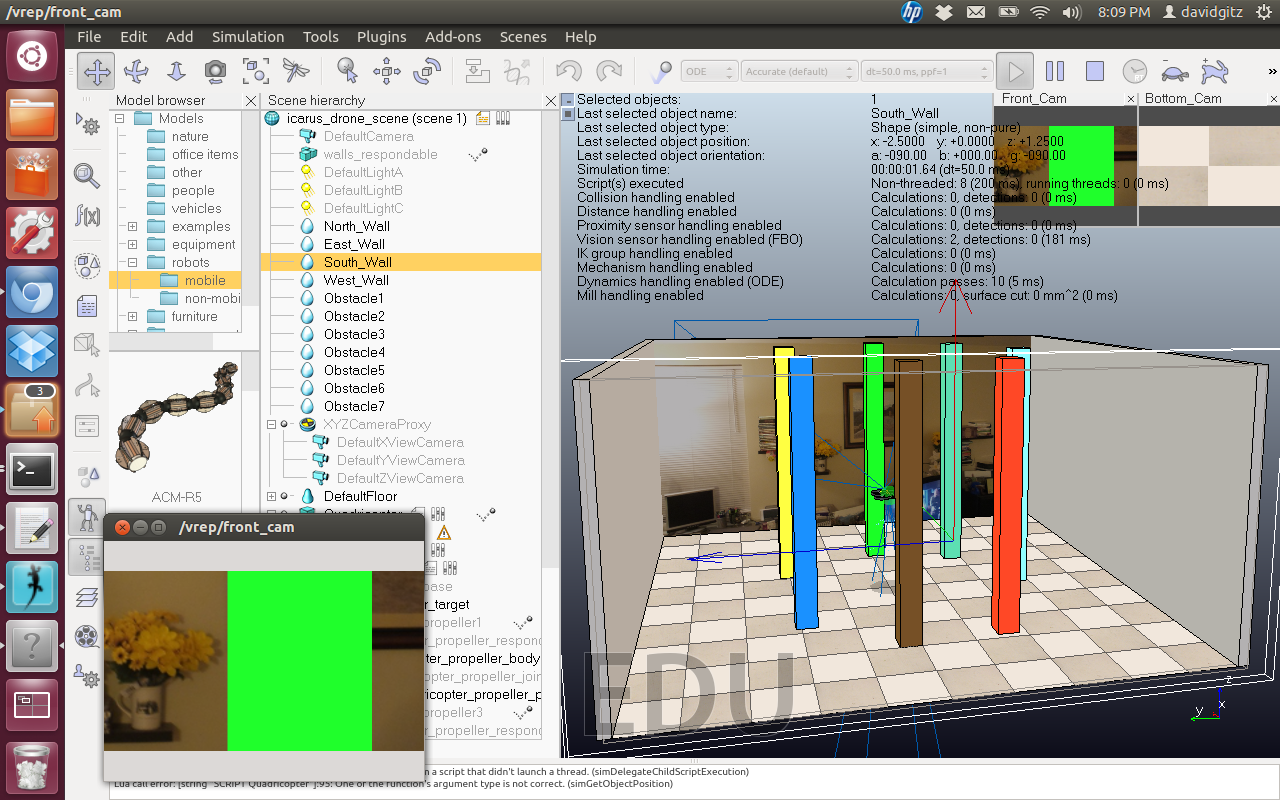 /vrep/front_cam
hp
8:09 PM davidgitz
File Edit Add Simulation Tools Plugins Add-ons Scenes Help
ODE Accurate (default) dt=50.0 ms, ppf=1 RT »
Model browser
Models
nature
office items
other
people
vehicles
examples
equipment
robots
mobile
non-mobi
furniture
ACM-R5
Scene hierarchy
icarus_drone_scene (scene 1)
DefaultCamera
walls_respondable
DefaultLightA
DefaultLightB
DefaultLightC
North_Wall
East_Wall
South_Wall
West_Wall
Obstacle1
Obstacle2
Obstacle3
Obstacle4
Obstacle5
Obstacle6
Obstacle7
XYZCameraProxy
DefaultXViewCamera
DefaultYViewCamera
DefaultZViewCamera
DefaultFloor
Quadricopter
base
er_target
propeller1
r_propeller_respond
ter_propeller_body
er_propeller_join
icopter_propeller_p
propeller3
r_propeller_respond
Selected objects: 1
Last selected object name: South_Wall
Last selected object type: Shape (simple, non-pure)
Last selected object position: x: -2.5000 y: +0.0000 z: +1.2500
Last selected object orientation: a: -090.00 b: +000.00 g: -090.00
Simulation time: 00:00:01.64 (dt=50.0 ms)
Script(s) executed Non-threaded: 8 (200 ms), running threads: 0 (0 ms)
Collision handling enabled Calculations: 0, detections: 0 (0 ms)
Distance handling enabled Calculations: 0 (0 ms)
Proximity sensor handling enabled Calculations: 0, detections: 0 (0 ms)
Vision sensor handling enabled (FBO) Calculations: 2, detections: 0 (181 ms)
IK group handling enabled Calculations: 0 (0 ms)
Mechanism handling enabled Calculations: 0 (0 ms)
Dynamics handling enabled (ODE) Calculation passes: 10 (5 ms)
Mill handling enabled Calculations: 0, surface cut: 0 mm^2 (0 ms)
Front_Cam
Bottom_Cam
EDU
z
x
y
3
f(x)
/vrep/front_cam
n a script that didn't launch a thread. (simDelegateChildScriptExecution)
Lua call error: [string "SCRIPT Quadricopter"]:95: One of the function's argument type is not correct. (simGetObjectPosition)